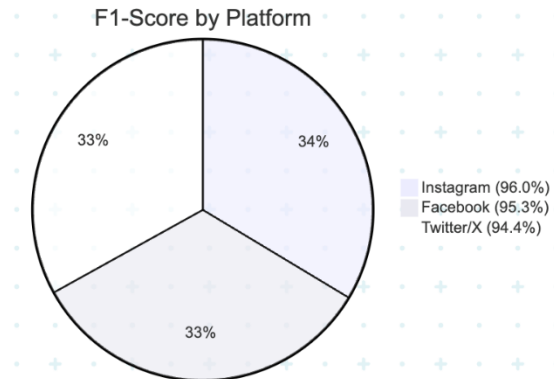 F1-Score by Platform
33%
34%
33%
Instagram (96.0%)
Facebook (95.3%)
Twitter/X (94.4%)